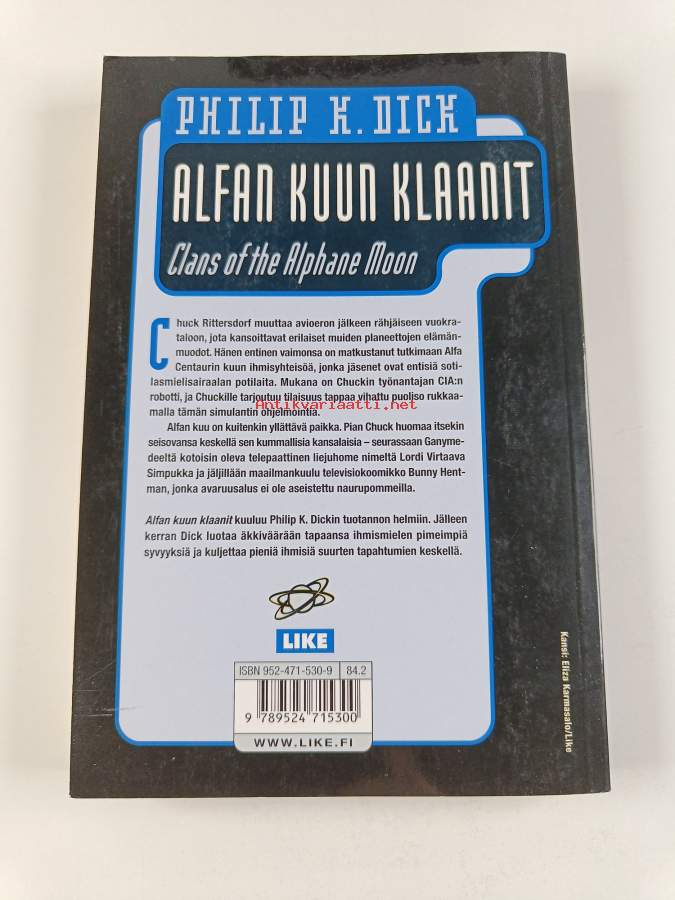 PHILIP K. DICK
ALFAN KUUN KLAANIT
Clans of the Alphane Moon
Chuck Rittersdorf muuttaa avioeron jälkeen rähjäiseen vuokra-
taloon, jota kansoittavat erilaiset muiden planeettojen elämän-
muodot. Hänen entinen vaimonsa on matkustanut tutkimaan Alfa
Centaurin kuun ihmisyhteisöä, jonka jäsenet ovat entisiä soti-
lasmielisairaalan potilaita. Mukana on Chuckin työnantajan CIA:n
robotti, ja Chuckille tarjoutuu tilaisuus tappaa vihattu puoliso rukkaa-
malla tämän simulantin ohjelmointia.
Antikvariaatti.net
Alfan kuu on kuitenkin yllättävä paikka. Pian Chuck huomaa itsekin
seisovansa keskellä sen kummallisia kansalaisia – seurassaan Ganyme-
deeltä kotoisin oleva telepaattinen liejuhome nimeltä Lordi Virtaava
Simpukka ja jäljillään maailmankuulu televisiokoomikko Bunny Hent-
man, jonka avaruusalus ei ole aseistettu naurupommeilla.
Alfan kuun klaanit kuuluu Philip K. Dickin tuotannon helmiin. Jälleen
kerran Dick luotaa äkkiväärään tapaansa ihmismielen pimeimpiä
syvyyksiä ja kuljettaa pieniä ihmisiä suurten tapahtumien keskellä.
LIKE
ISBN 952-471-530-9 84.2
9 789524 715300
WWW.LIKE.FI
Kansi: Eliza Karmasalo/Like